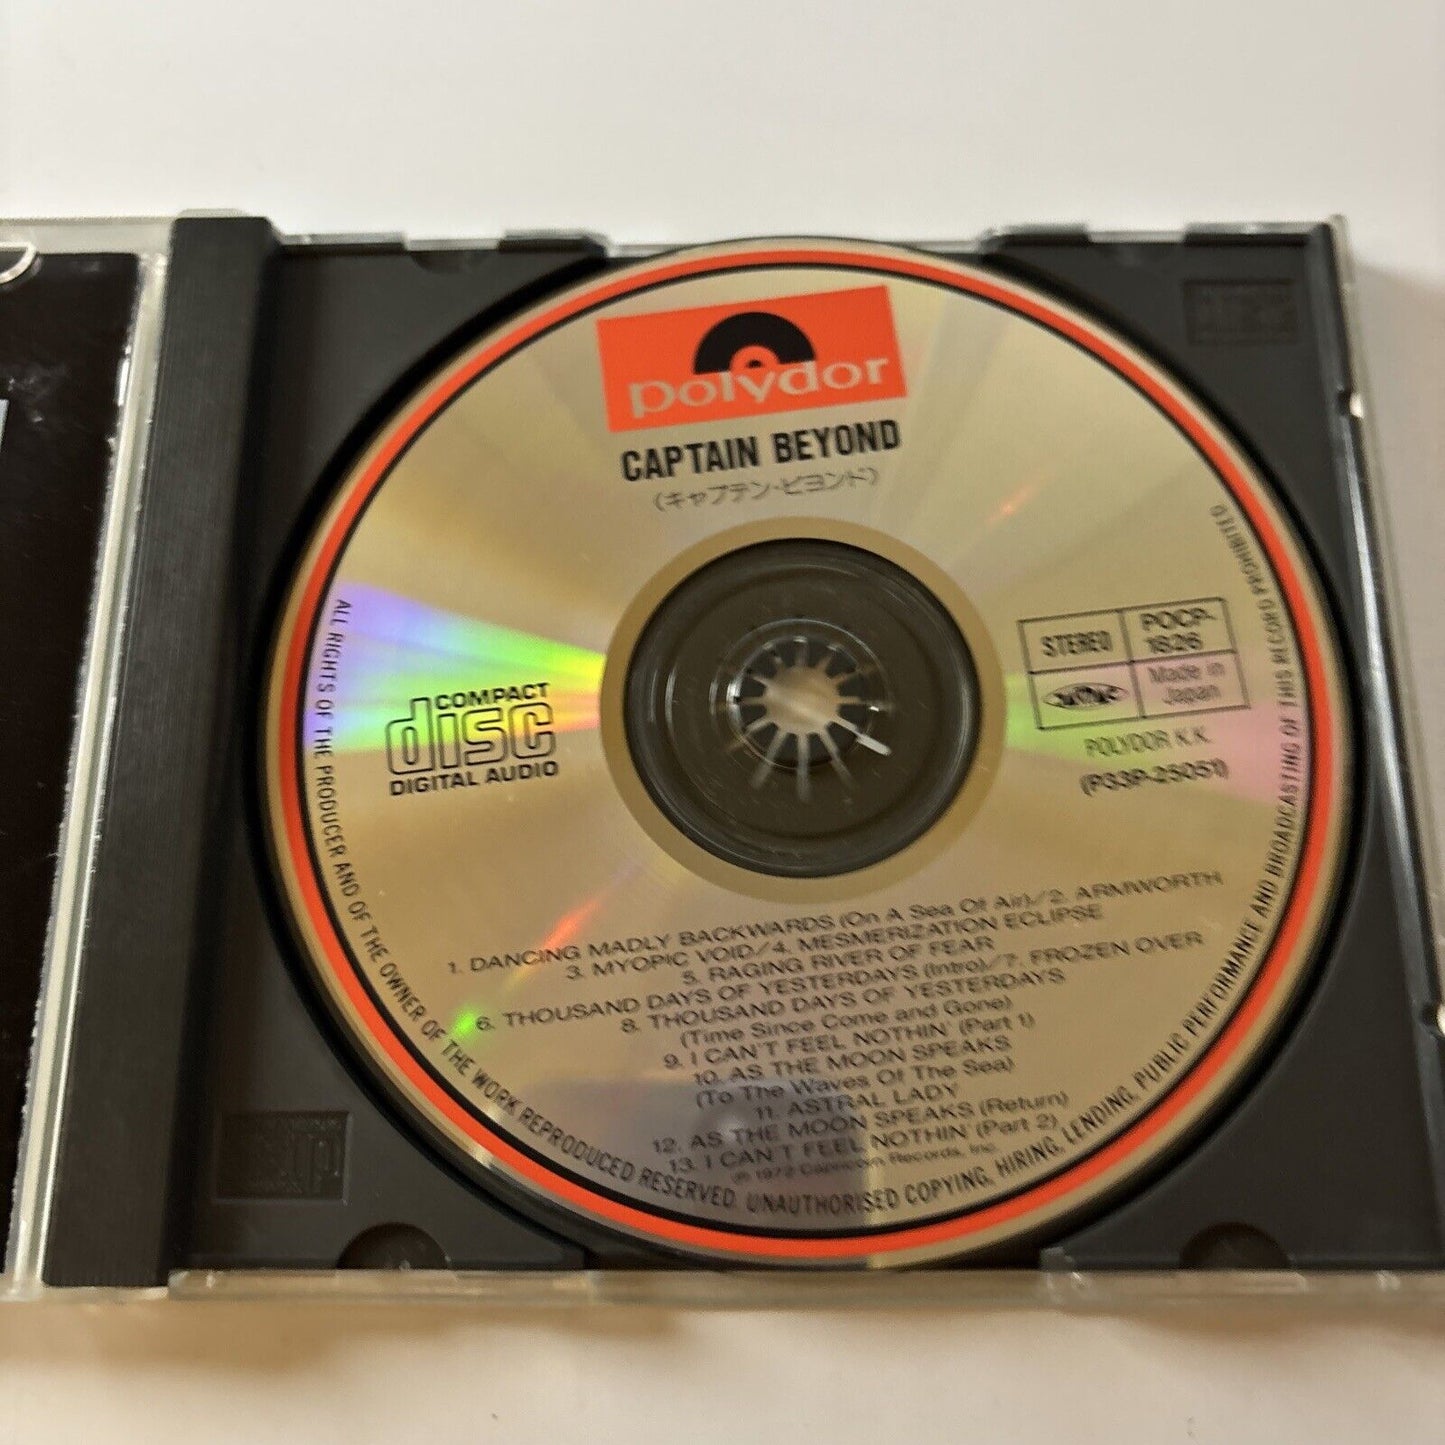 polydor
CAPTAIN BEYOND
(キャプテン・ビヨンド)
STEREO
POCP-
1826
Made in
Japan
POLYDOR K.K.
(P33P-25051)
COMPACT
disc
DIGITAL AUDIO
1. DANCING MADLY BACKWARDS (On A Sea Of Air)/2. ARMWORTH
3. MYOPIC VOID/4. MESMERIZATION ECLIPSE
5. RAGING RIVER OF FEAR
6. THOUSAND DAYS OF YESTERDAYS (Intro)/7. FROZEN OVER
8. THOUSAND DAYS OF YESTERDAYS
(Time Since Come and Gone)
9. I CAN'T FEEL NOTHIN' (Part 1)
10. AS THE MOON SPEAKS
(To The Waves Of The Sea)
11. ASTRAL LADY
12. AS THE MOON SPEAKS (Return)
13. I CAN'T FEEL NOTHIN' (Part 2)
℗ 1972 Capricorn Records, Inc.
ALL RIGHTS OF THE PRODUCER AND OF THE OWNER OF THE WORK REPRODUCED RESERVED. UNAUTHORISED COPYING, HIRING, LENDING, PUBLIC PERFORMANCE AND BROADCASTING OF THIS RECORD PROHIBITED